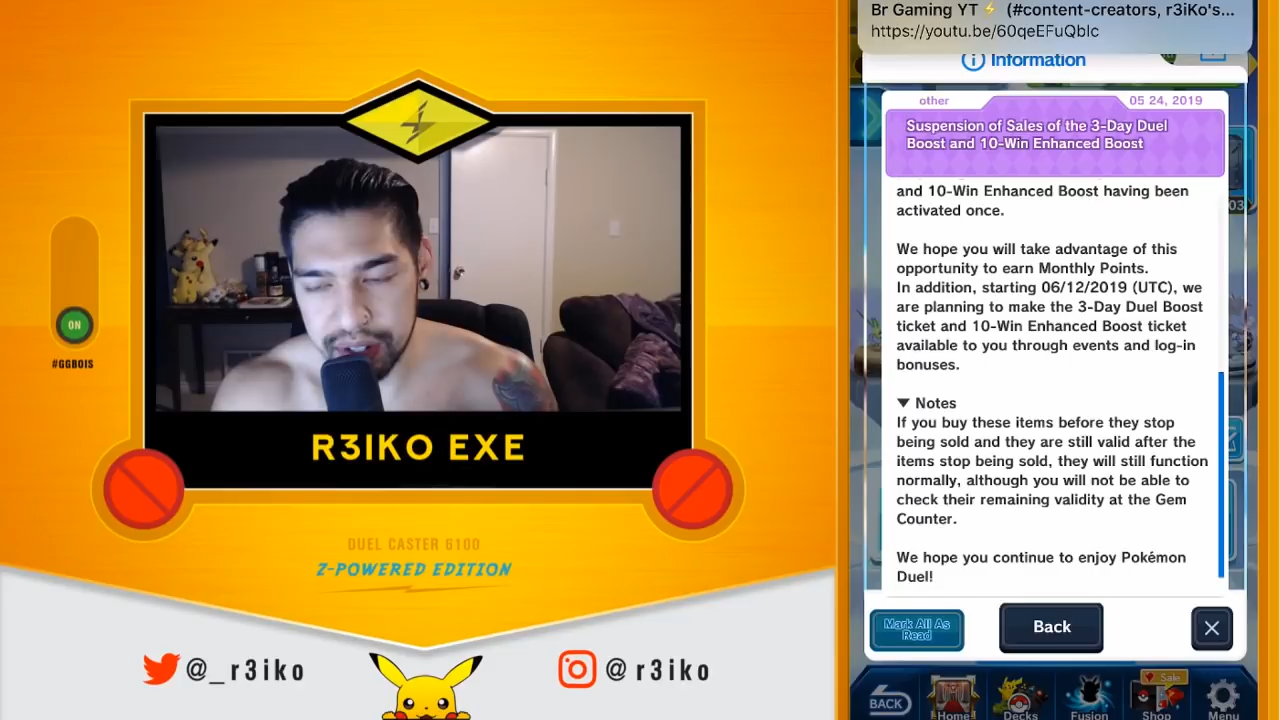 Br Gaming YT⚡ (#content-creators, r3iKo's...
https://youtu.be/60qeEFuQblc
Information
other
05 24, 2019
Suspension of Sales of the 3-Day Duel
Boost and 10-Win Enhanced Boost
and 10-Win Enhanced Boost having been
activated once.
We hope you will take advantage of this
opportunity to earn Monthly Points.
In addition, starting 06/12/2019 (UTC), we
are planning to make the 3-Day Duel Boost
ticket and 10-Win Enhanced Boost ticket
available to you through events and log-in
bonuses.
▼ Notes
If you buy these items before they stop
being sold and they are still valid after the
items stop being sold, they will still function
normally, although you will not be able to
check their remaining validity at the Gem
Counter.
We hope you continue to enjoy Pokémon
Duel!
Mark All As
Read
Back
BACK
Home
Decks
Fusion
Sale
Shop
Menu
03
ON
#GGBOIS
R3IKO EXE
DUEL CASTER 6100
Z-POWERED EDITION
@_r3iko
@r3iko